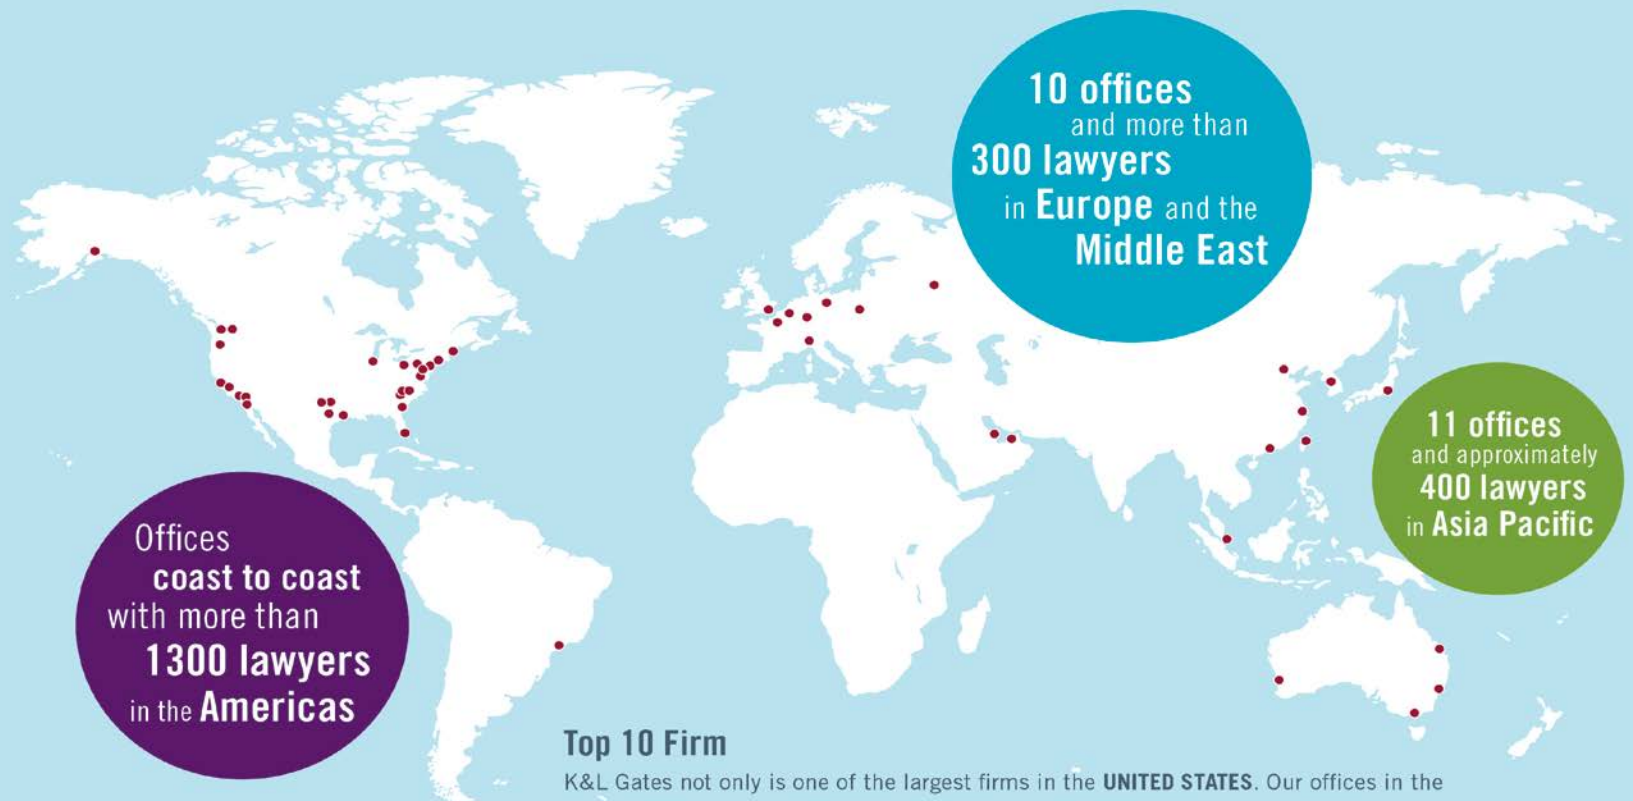 10 offices
and more than
300 lawyers
in Europe and the
Middle East
11 offices
and approximately
400 lawyers
in Asia Pacific
Offices
coast to coast
with more than
1300 lawyers
in the Americas
Top 10 Firm
K&L Gates not only is one of the largest firms in the UNITED STATES. Our offices in the